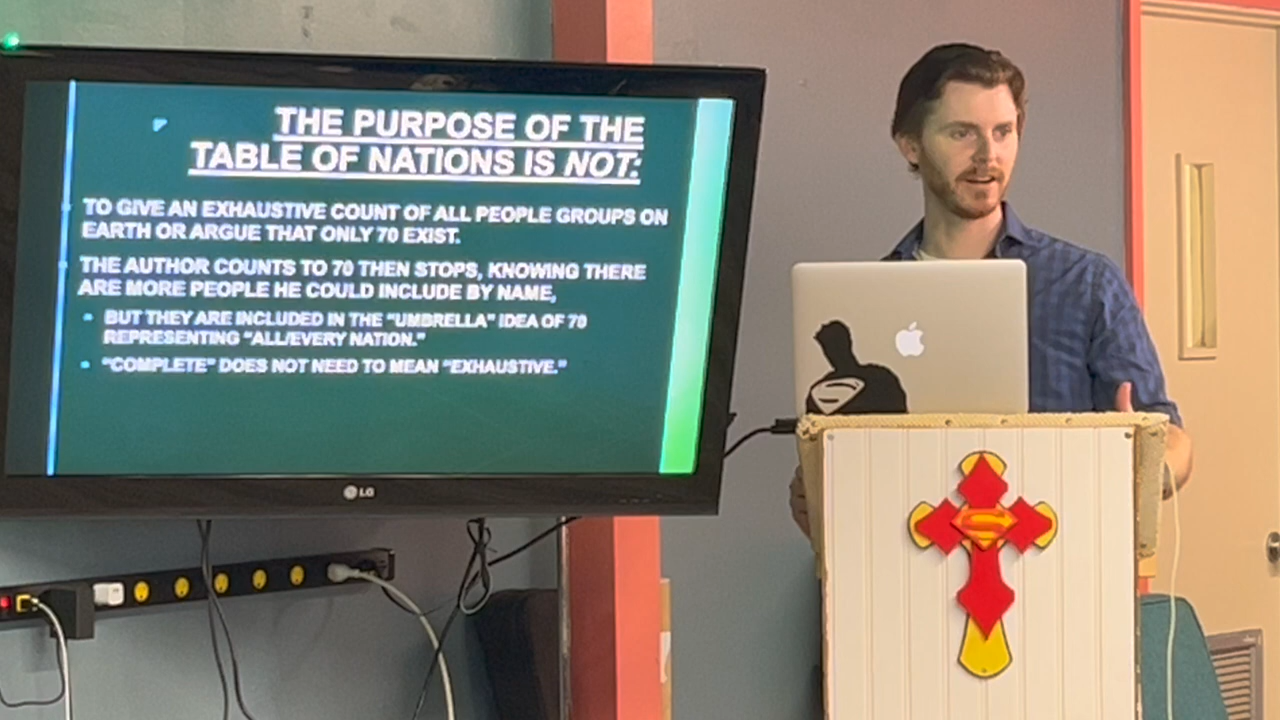 THE PURPOSE OF THE
TABLE OF NATIONS IS NOT:
TO GIVE AN EXHAUSTIVE COUNT OF ALL PEOPLE GROUPS ON
EARTH OR ARGUE THAT ONLY 70 EXIST.
THE AUTHOR COUNTS TO 70 THEN STOPS, KNOWING THERE
ARE MORE PEOPLE HE COULD INCLUDE BY NAME,
BUT THEY ARE INCLUDED IN THE "UMBRELLA" IDEA OF 70
REPRESENTING "ALL/EVERY NATION."
"COMPLETE" DOES NOT NEED TO MEAN "EXHAUSTIVE."
LG